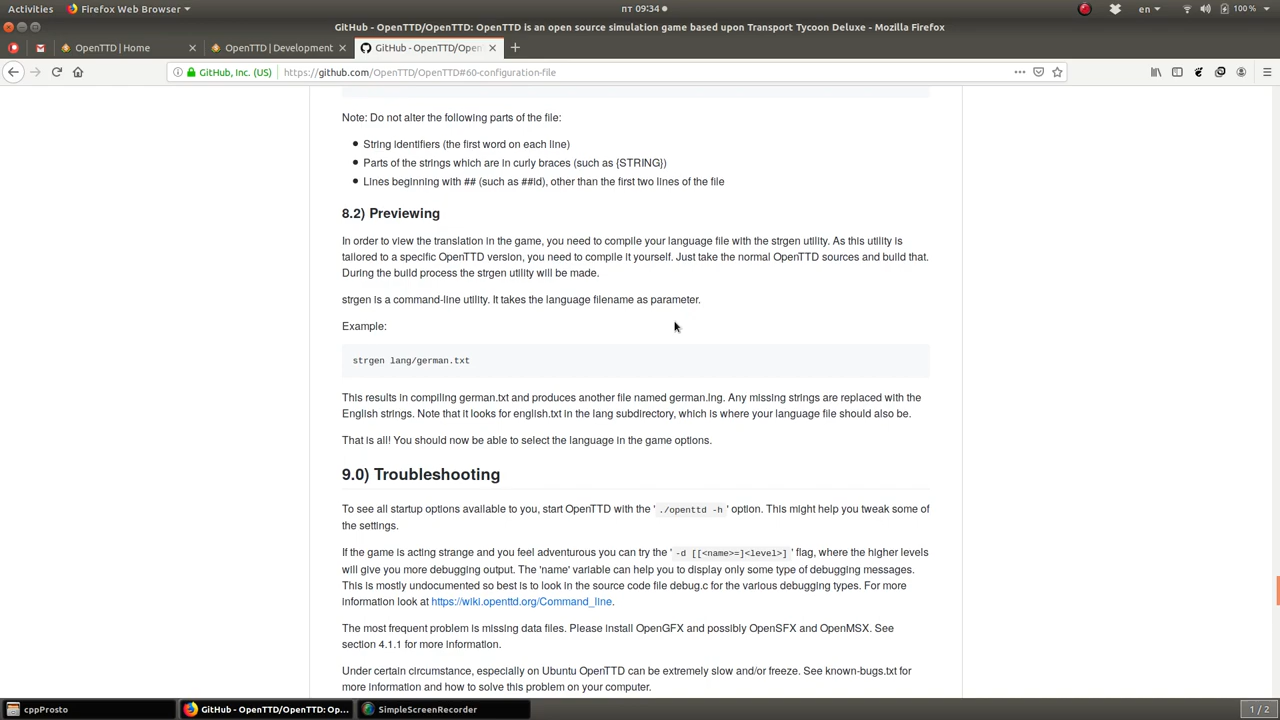 Activities Firefox Web Browser пт 09:34 en 100 %
GitHub - OpenTTD/OpenTTD: OpenTTD is an open source simulation game based upon Transport Tycoon Deluxe - Mozilla Firefox
OpenTTD | Home OpenTTD | Development GitHub - OpenTTD/Open
GitHub, Inc. (US) https://github.com/OpenTTD/OpenTTD#60-configuration-file
Note: Do not alter the following parts of the file:
String identifiers (the first word on each line)
Parts of the strings which are in curly braces (such as {STRING})
Lines beginning with ## (such as ##id), other than the first two lines of the file
8.2) Previewing
In order to view the translation in the game, you need to compile your language file with the strgen utility. As this utility is
tailored to a specific OpenTTD version, you need to compile it yourself. Just take the normal OpenTTD sources and build that.
During the build process the strgen utility will be made.
strgen is a command-line utility. It takes the language filename as parameter.
Example:
strgen lang/german.txt
This results in compiling german.txt and produces another file named german.lng. Any missing strings are replaced with the
English strings. Note that it looks for english.txt in the lang subdirectory, which is where your language file should also be.
That is all! You should now be able to select the language in the game options.
9.0) Troubleshooting
To see all startup options available to you, start OpenTTD with the ' ./openttd -h ' option. This might help you tweak some of
the settings.
If the game is acting strange and you feel adventurous you can try the ' -d [[<name>=]<level>] ' flag, where the higher levels
will give you more debugging output. The 'name' variable can help you to display only some type of debugging messages.
This is mostly undocumented so best is to look in the source code file debug.c for the various debugging types. For more
information look at https://wiki.openttd.org/Command_line.
The most frequent problem is missing data files. Please install OpenGFX and possibly OpenSFX and OpenMSX. See
section 4.1.1 for more information.
Under certain circumstance, especially on Ubuntu OpenTTD can be extremely slow and/or freeze. See known-bugs.txt for
more information and how to solve this problem on your computer.
cppProsto GitHub - OpenTTD/OpenTTD: Op... SimpleScreenRecorder 1 / 2